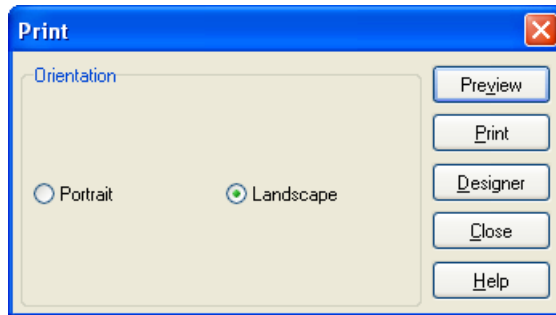 Print
Orientation
Portrait
Landscape
Preview
Print
Designer
Close
Help